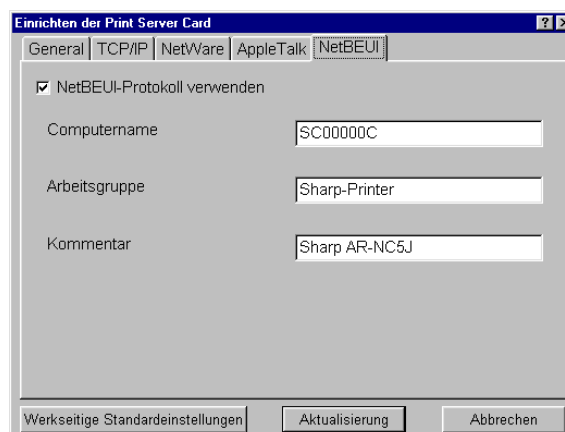 Einrichten der Print Server Card
General TCP/IP NetWare AppleTalk NetBEUI
NetBEUI-Protokoll verwenden
Computername SC00000C
Arbeitsgruppe Sharp-Printer
Kommentar Sharp AR-NC5J
Werkseitige Standardeinstellungen Aktualisierung Abbrechen